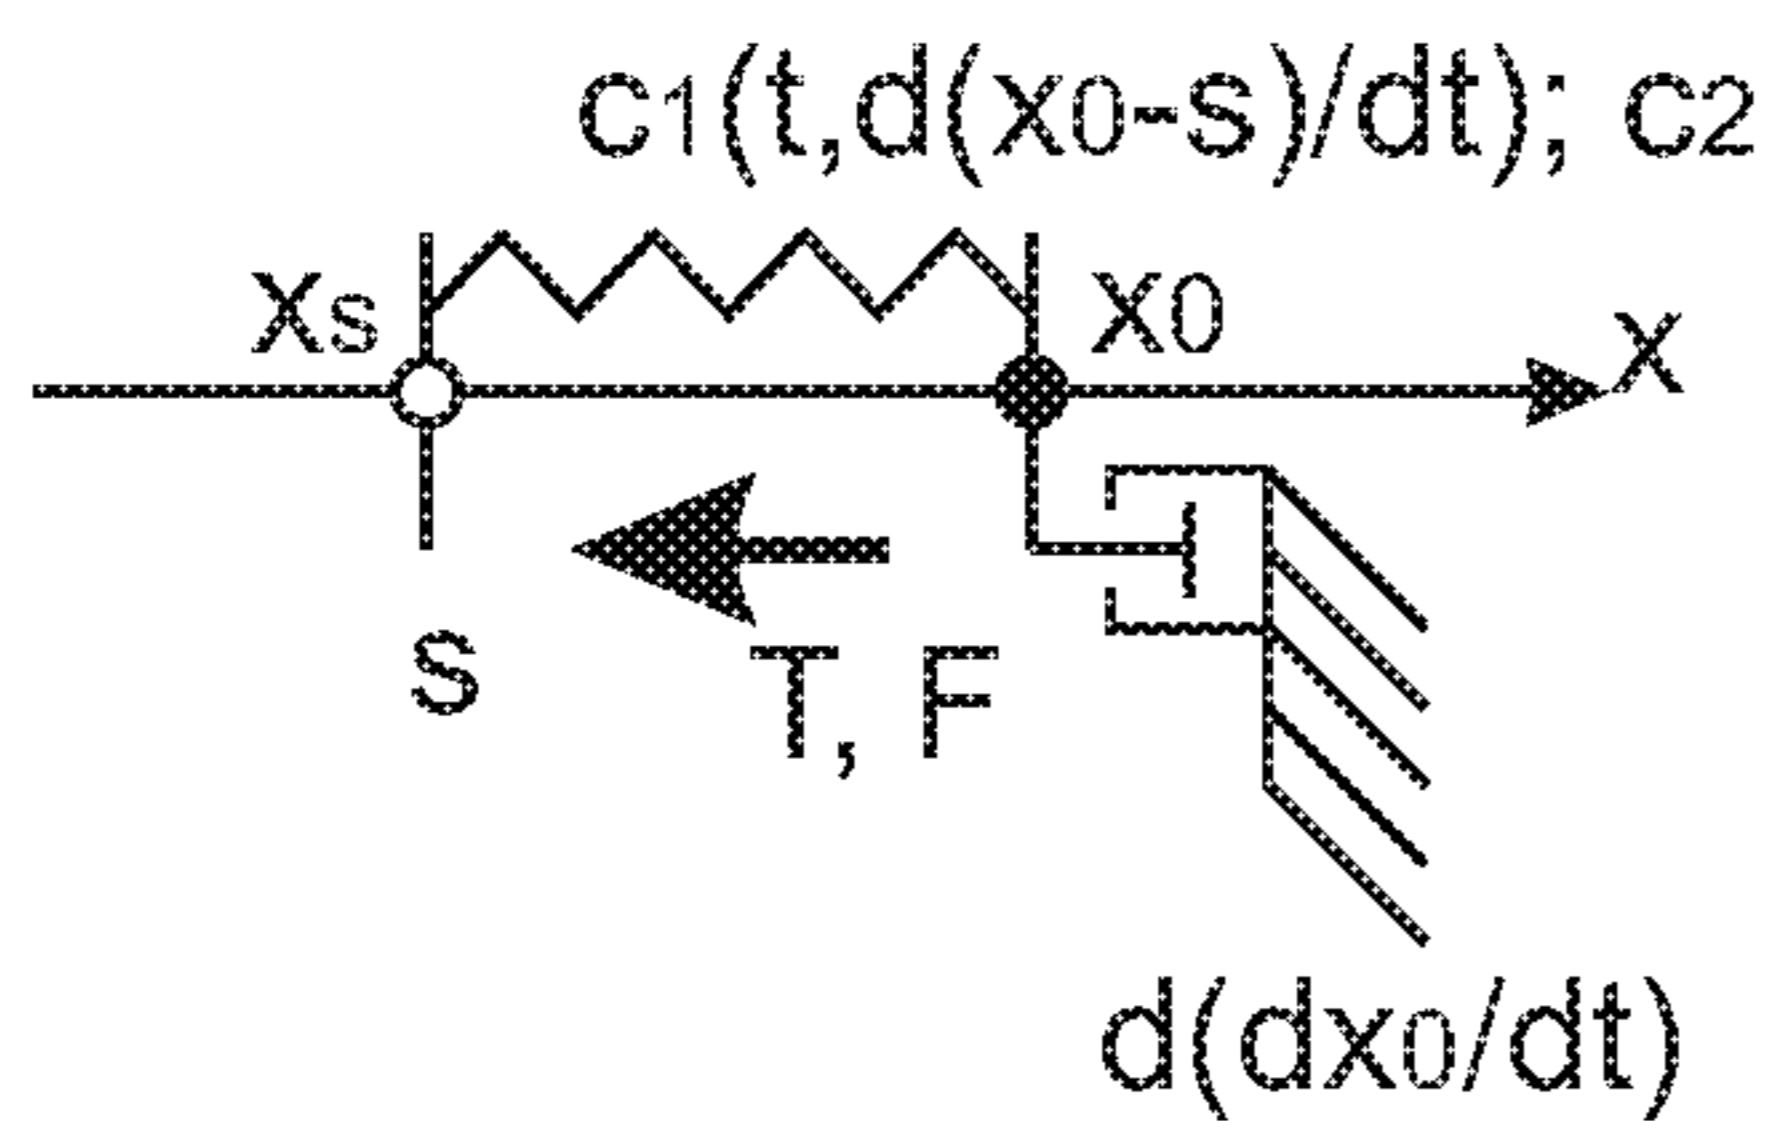 c1(t,d(x0-s)/dt); c2
Xs
X0
X
S
T, F
d(dx0/dt)